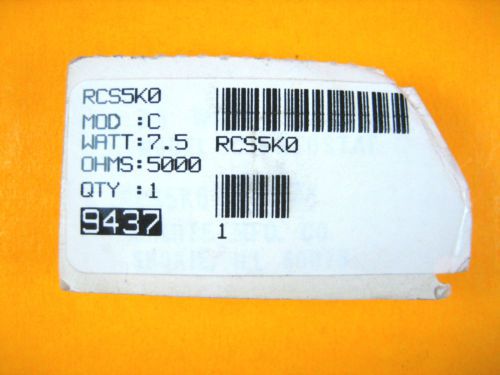 RCS5K0
MOD :C
WATT:7.5 RCS5K0
OHMS:5000
QTY :1
9437
1